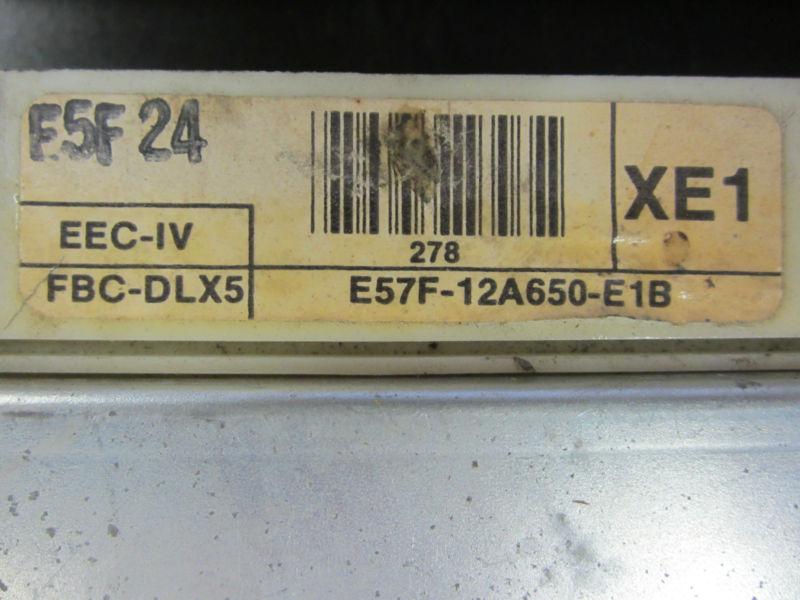 E5F 24
XE1
EEC-IV
278
FBC-DLX5 E57F-12A650-E1B